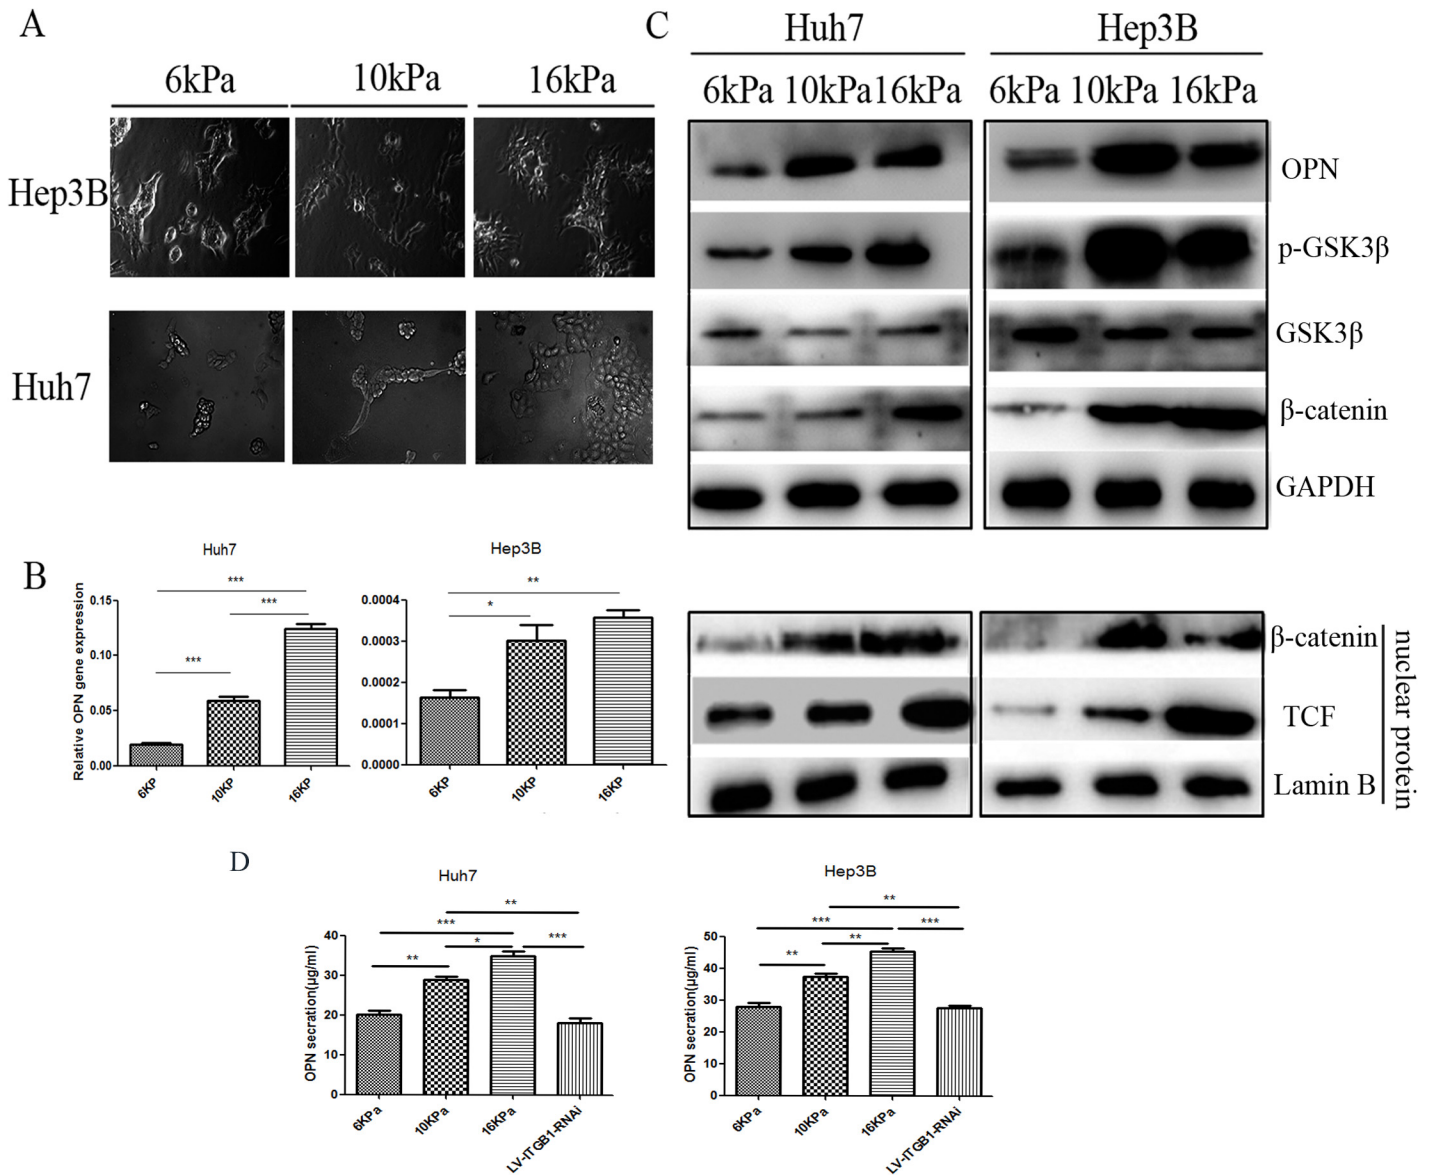 A
6kPa 10kPa 16kPa
Hep3B
Huh7
B
Huh7
Relative OPN gene expression
0.15
0.10
0.05
0.00
***
***
***
6KP 10KP 16KP
Hep3B
0.0004
0.0003
0.0002
0.0001
0.0000
**
*
6KP 10KP 16KP
C
Huh7 Hep3B
6kPa 10kPa 16kPa 6kPa 10kPa 16kPa
OPN
p-GSK3β
GSK3β
β-catenin
GAPDH
β-catenin
TCF
Lamin B
nuclear protein
D
Huh7
OPN secration(μg/ml)
40
30
20
10
0
**
***
* ***
**
6KPa 10KPa 16KPa LV-ITGB1-RNAi
Hep3B
OPN secration(μg/ml)
50
40
30
20
10
0
**
*** ***
**
**
6KPa 10KPa 16KPa LV-ITGB1-RNAi